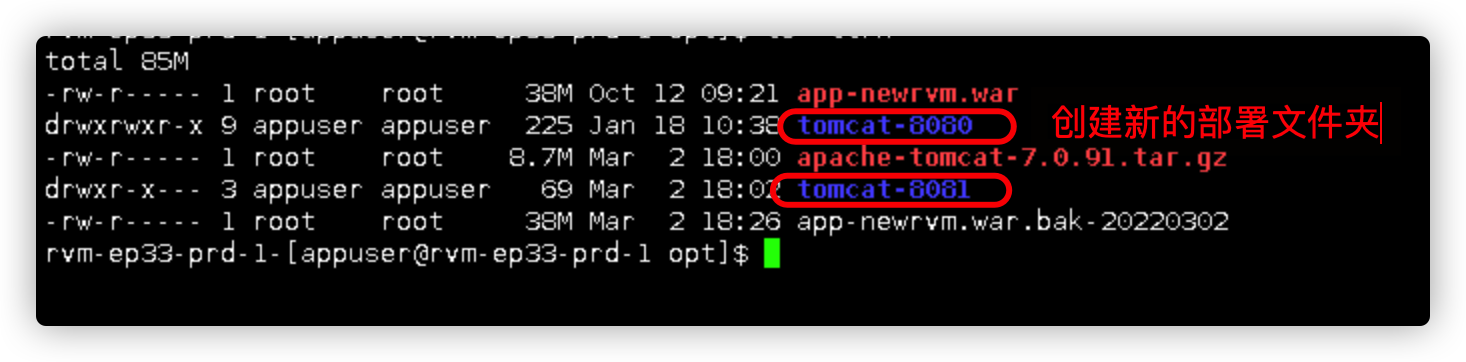 total 85M
-rw-r----- 1 root    root     38M Oct 12 09:21 app-newrvm.war
drwxrwxr-x 9 appuser appuser  225 Jan 18 10:38 tomcat-8080 创建新的部署文件夹
-rw-r----- 1 root    root    8.7M Mar  2 18:00 apache-tomcat-7.0.91.tar.gz
drwxr-x--- 3 appuser appuser   69 Mar  2 18:02 tomcat-8081
-rw-r----- 1 root    root     38M Mar  2 18:26 app-newrvm.war.bak-20220302
rvm-ep33-prd-1-[appuser@rvm-ep33-prd-1 opt]$